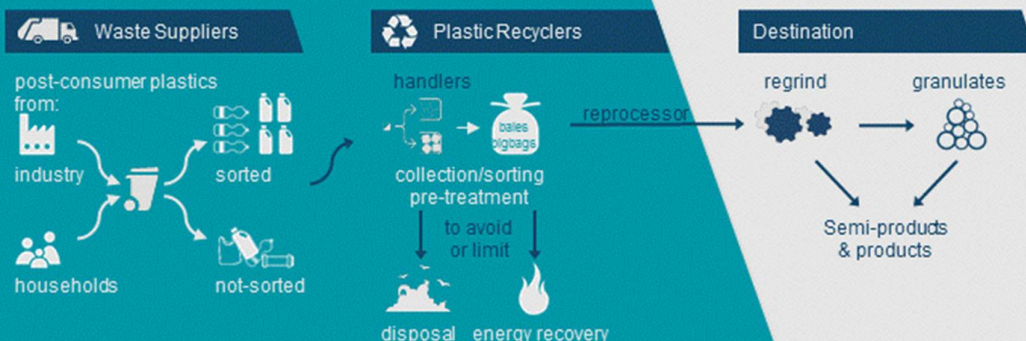 Waste Suppliers
post-consumer plastics
from:
industry
households
sorted
not-sorted
Plastic Recyclers
handlers
bales
bigbags
collection/sorting
pre-treatment
to avoid
or limit
disposal
energy recovery
reprocessor
Destination
regrind
granulates
Semi-products
& products